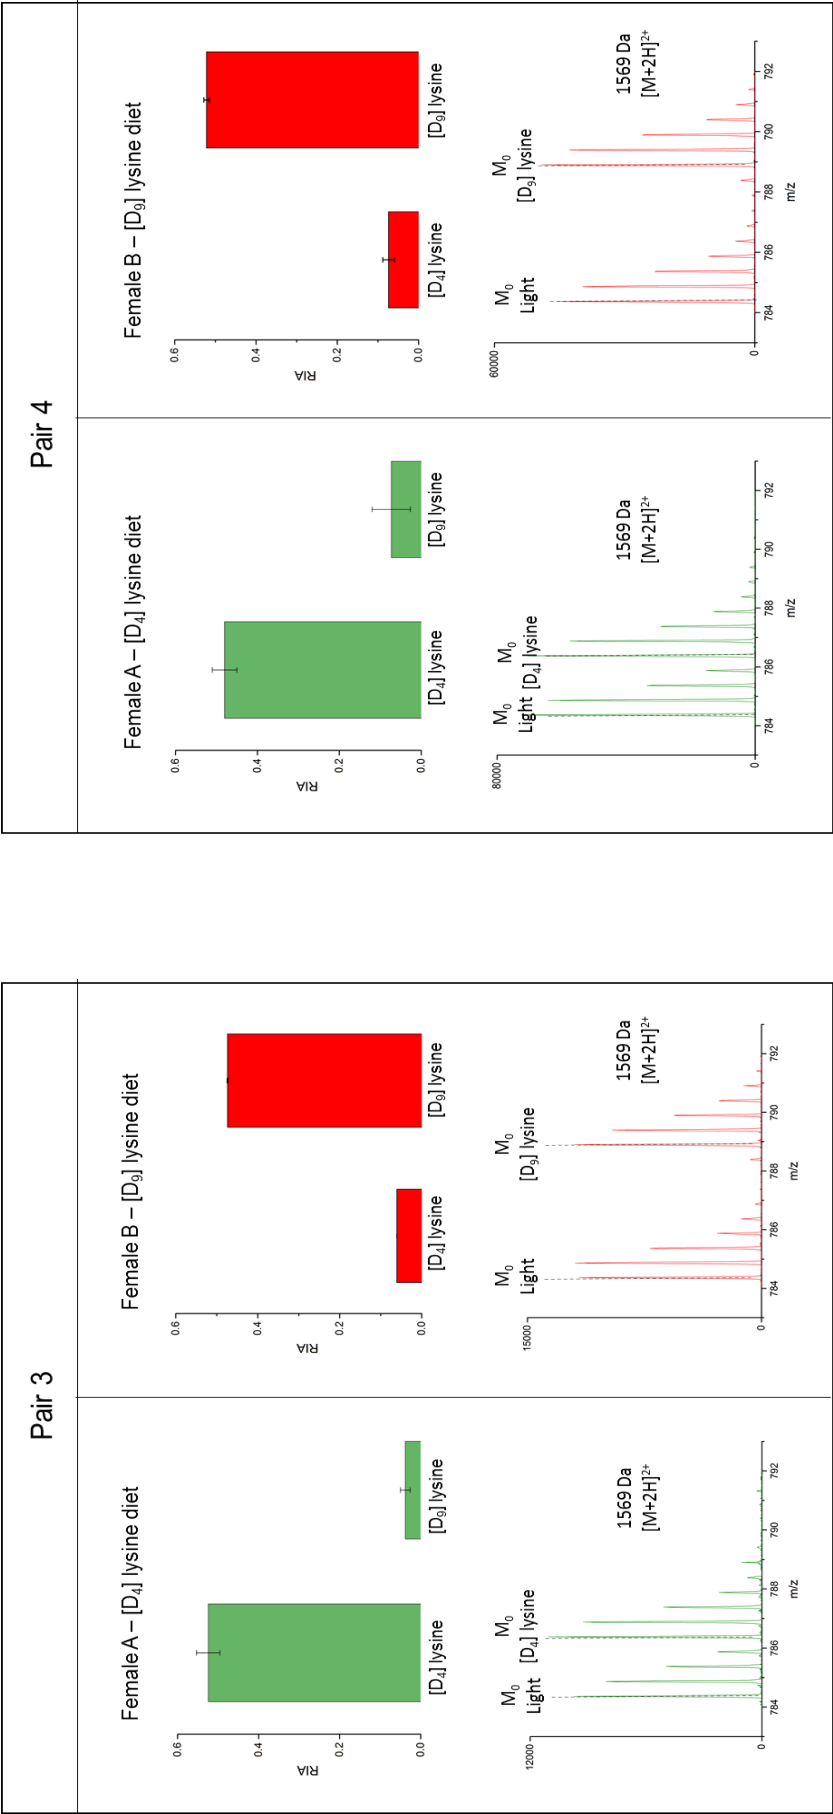 Pair 3
Female A – [D4] lysine diet
0.6
0.4
0.2
0.0
RIA
[D4] lysine
[D9] lysine
12000
0
M0
Light
M0
[D4] lysine
1569 Da
[M+2H]2+
784
786
788
790
792
m/z
Female B – [D9] lysine diet
0.6
0.4
0.2
0.0
RIA
[D4] lysine
[D9] lysine
15000
0
M0
Light
M0
[D9] lysine
1569 Da
[M+2H]2+
784
786
788
790
792
m/z
Pair 4
Female A – [D4] lysine diet
0.6
0.4
0.2
0.0
RIA
[D4] lysine
[D9] lysine
80000
0
M0
Light
M0
[D4] lysine
1569 Da
[M+2H]2+
784
786
788
790
792
m/z
Female B – [D9] lysine diet
0.6
0.4
0.2
0.0
RIA
[D4] lysine
[D9] lysine
60000
0
M0
Light
M0
[D9] lysine
1569 Da
[M+2H]2+
784
786
788
790
792
m/z